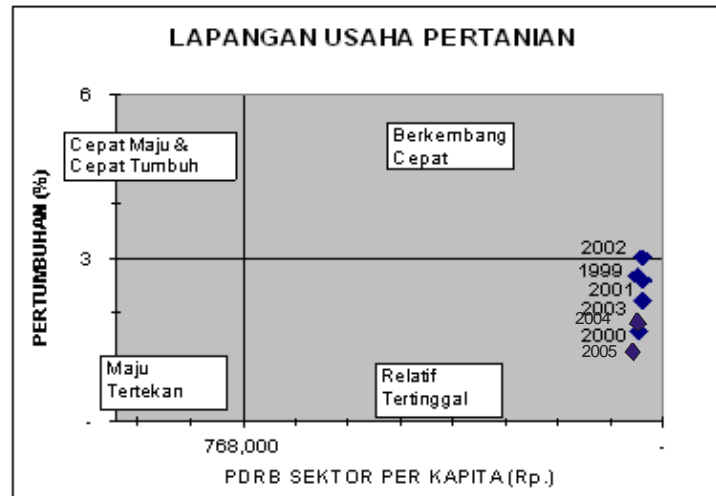 LAPANGAN USAHA PERTANIAN
6
Cepat Maju &
Cepat Tumbuh
Berkembang
Cepat
PERTUMBUHAN (%)
3
2002
1999
2001
2003
2004
2000
2005
Maju
Tertekan
Relatif
Tertinggal
-
768,000
-
PDRB SEKTOR PER KAPITA (Rp.)